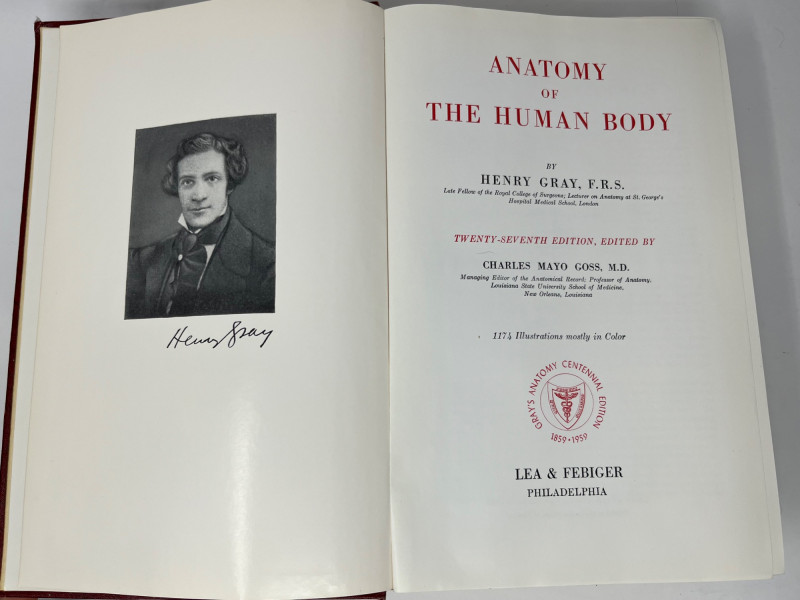 Henry Gray
ANATOMY
OF
THE HUMAN BODY
BY
HENRY GRAY, F.R.S.
Late Fellow of the Royal College of Surgeons; Lecturer on Anatomy at St. George's
Hospital Medical School, London
TWENTY-SEVENTH EDITION, EDITED BY
CHARLES MAYO GOSS, M.D.
Managing Editor of the Anatomical Record; Professor of Anatomy,
Louisiana State University School of Medicine,
New Orleans, Louisiana
1174 Illustrations mostly in Color
GRAY'S ANATOMY CENTENNIAL EDITION
1859 • 1959
LEA & FEBIGER
PHILADELPHIA